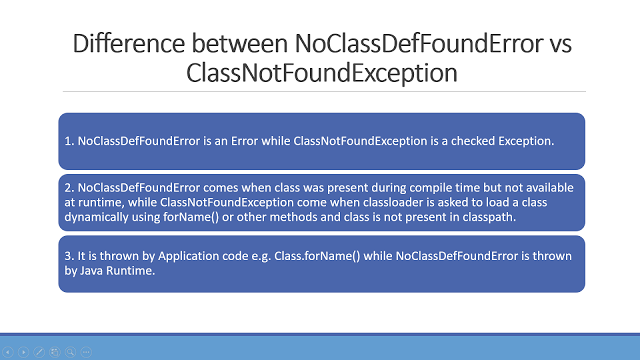 Difference between NoClassDefFoundError vs
ClassNotFoundException
1. NoClassDefFoundError is an Error while ClassNotFoundException is a checked Exception.
2. NoClassDefFoundError comes when class was present during compile time but not available
at runtime, while ClassNotFoundException come when classloader is asked to load a class
dynamically using forName() or other methods and class is not present in classpath.
3. It is thrown by Application code e.g. Class.forName() while NoClassDefFoundError is thrown
by Java Runtime.